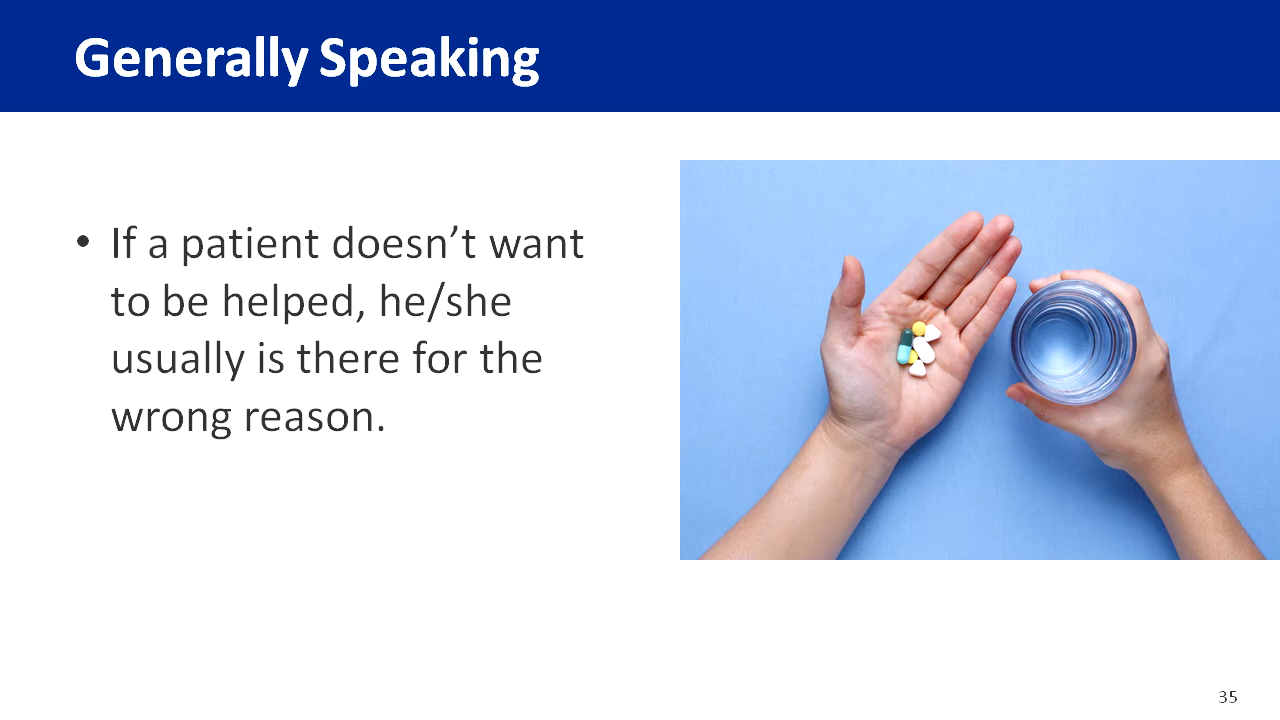 Generally Speaking
• If a patient doesn’t want
to be helped, he/she
usually is there for the
wrong reason.
35